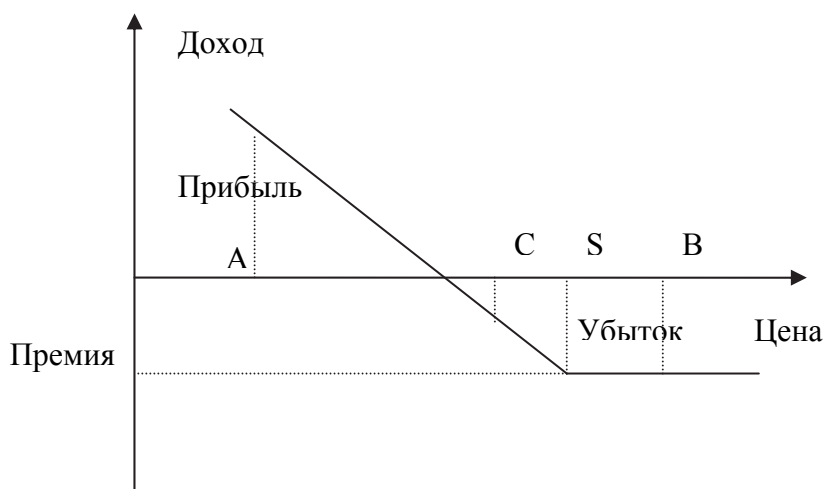 Доход
Прибыль
A
C S B
Убыток Цена
Премия